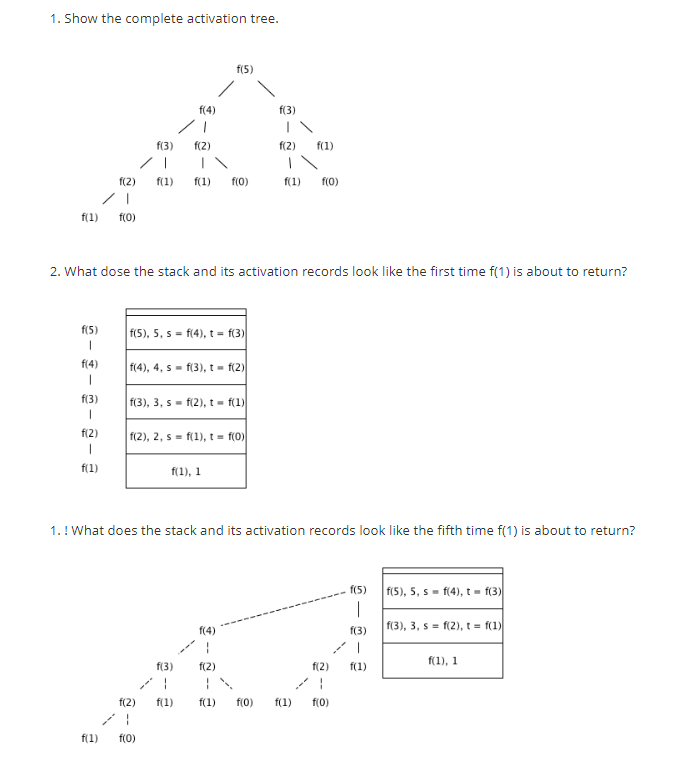 1. Show the complete activation tree.
f(5)
f(4) f(3)
f(3) f(2) f(2) f(1)
f(2) f(1) f(1) f(0) f(1) f(0)
f(1) f(0)
2. What dose the stack and its activation records look like the first time f(1) is about to return?
f(5) f(5), 5, s = f(4), t = f(3)
f(4) f(4), 4, s = f(3), t = f(2)
f(3) f(3), 3, s = f(2), t = f(1)
f(2) f(2), 2, s = f(1), t = f(0)
f(1) f(1), 1
1. ! What does the stack and its activation records look like the fifth time f(1) is about to return?
f(5) f(5), 5, s = f(4), t = f(3)
f(4) f(3) f(3), 3, s = f(2), t = f(1)
f(3) f(2) f(2) f(1) f(1), 1
f(2) f(1) f(1) f(0) f(1) f(0)
f(1) f(0)